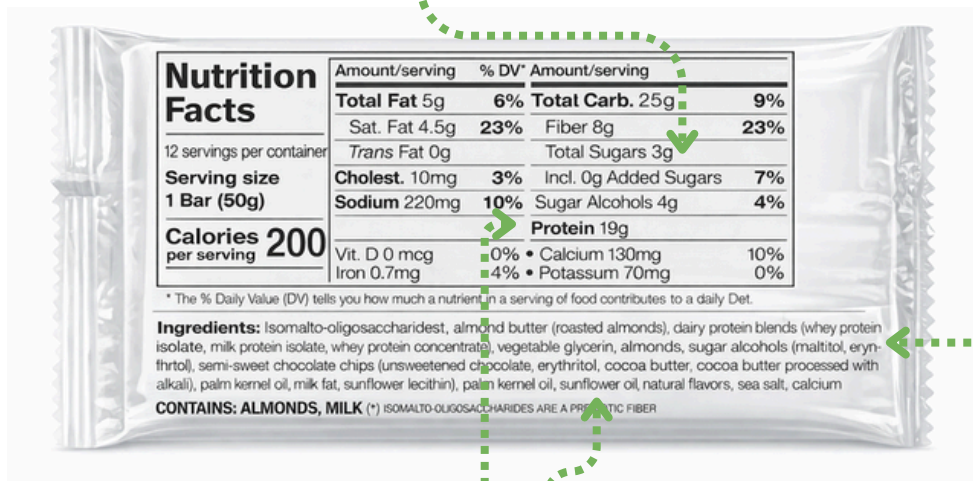 Nutrition
Facts
12 servings per container
Serving size
1 Bar (50g)
Calories
per serving 200
Amount/serving % DV* Amount/serving
Total Fat 5g 6% Total Carb. 25g 9%
Sat. Fat 4.5g 23% Fiber 8g 23%
Trans Fat 0g Total Sugars 3g
Cholest. 10mg 3% Incl. 0g Added Sugars 7%
Sodium 220mg 10% Sugar Alcohols 4g 4%
Protein 19g
Vit. D 0 mcg 0% • Calcium 130mg 10%
Iron 0.7mg 4% • Potassium 70mg 0%
* The % Daily Value (DV) tells you how much a nutrient in a serving of food contributes to a daily Det.
Ingredients: Isomalto-oligosaccharidest, almond butter (roasted almonds), dairy protein blends (whey protein
isolate, milk protein isolate, whey protein concentrate), vegetable glycerin, almonds, sugar alcohols (maltitol, eryn-
fhrtol), semi-sweet chocolate chips (unsweetened chocolate, erythritol, cocoa butter, cocoa butter processed with
alkali), palm kernel oil, milk fat, sunflower lecithin), palm kernel oil, sunflower oil, natural flavors, sea salt, calcium
CONTAINS: ALMONDS, MILK (*) ISOMALTO-OLIGOSACCHARIDES ARE A PREBIOTIC FIBER